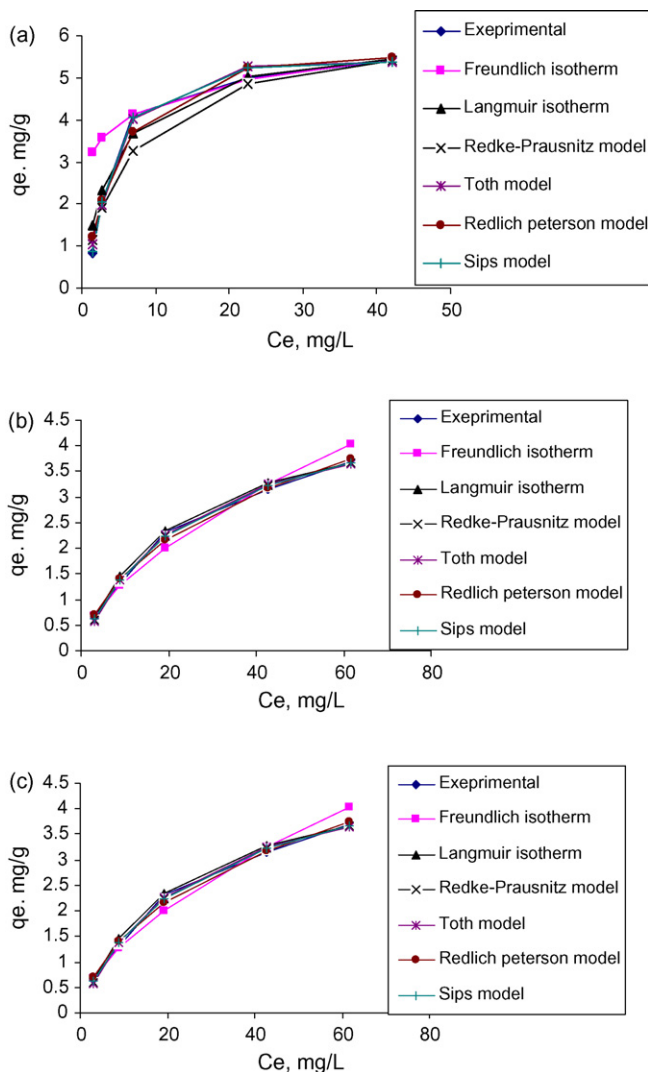 (a)
6
5
4
3
2
1
0
qe. mg/g
0 10 20 30 40 50
Ce, mg/L
Exeprimental
Freundlich isotherm
Langmuir isotherm
Redke-Prausnitz model
Toth model
Redlich peterson model
Sips model
(b)
4.5
4
3.5
3
2.5
2
1.5
1
0.5
0
qe. mg/g
0 20 40 60 80
Ce, mg/L
Exeprimental
Freundlich isotherm
Langmuir isotherm
Redke-Prausnitz model
Toth model
Redlich peterson model
Sips model
(c)
4.5
4
3.5
3
2.5
2
1.5
1
0.5
0
qe. mg/g
0 20 40 60 80
Ce, mg/L
Exeprimental
Freundlich isotherm
Langmuir isotherm
Redke-Prausnitz model
Toth model
Redlich peterson model
Sips model